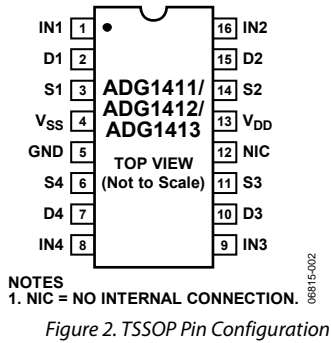 IN1 1 16 IN2
D1 2 15 D2
S1 3 ADG1411/ 14 S2
ADG1412/
VSS 4 ADG1413 13 VDD
GND 5 TOP VIEW 12 NIC
S4 6 (Not to Scale) 11 S3
D4 7 10 D3
IN4 8 9 IN3
06815-002
NOTES
1. NIC = NO INTERNAL CONNECTION.
Figure 2. TSSOP Pin Configuration